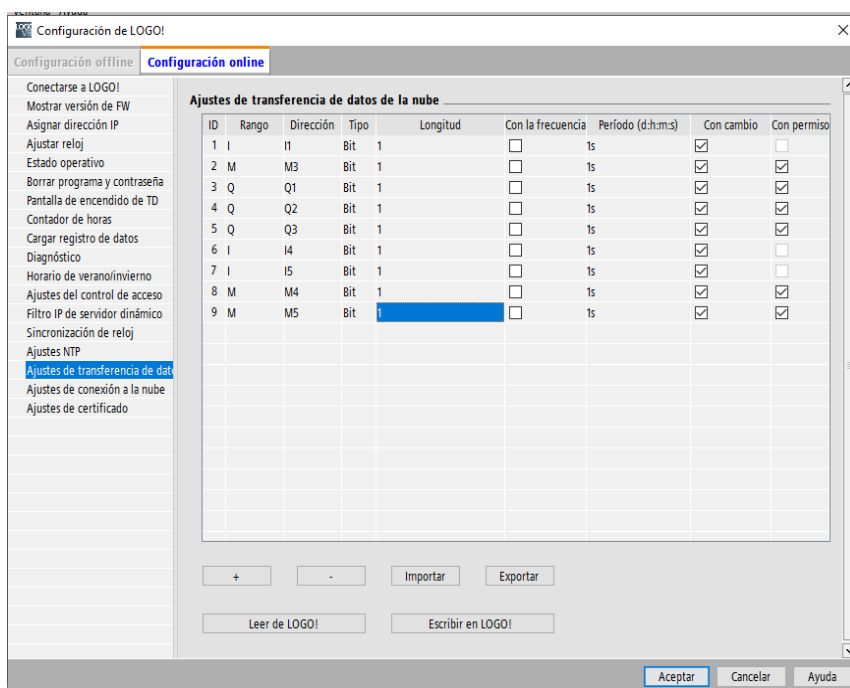 Configuración de LOGO!
Configuración offline Configuración online
Conectarse a LOGO!
Mostrar versión de FW
Asignar dirección IP
Ajustar reloj
Estado operativo
Borrar programa y contraseña
Pantalla de encendido de TD
Contador de horas
Cargar registro de datos
Diagnóstico
Horario de verano/invierno
Ajustes del control de acceso
Filtro IP de servidor dinámico
Sincronización de reloj
Ajustes NTP
Ajustes de transferencia de dat
Ajustes de conexión a la nube
Ajustes de certificado
Ajustes de transferencia de datos de la nube
ID Rango Dirección Tipo Longitud Con la frecuencia Período (d:h:m:s) Con cambio Con permiso
1 I I1 Bit 1 1s
2 M M3 Bit 1 1s
3 Q Q1 Bit 1 1s
4 Q Q2 Bit 1 1s
5 Q Q3 Bit 1 1s
6 I I4 Bit 1 1s
7 I I5 Bit 1 1s
8 M M4 Bit 1 1s
9 M M5 Bit 1 1s
+ - Importar Exportar
Leer de LOGO! Escribir en LOGO!
Aceptar Cancelar Ayuda